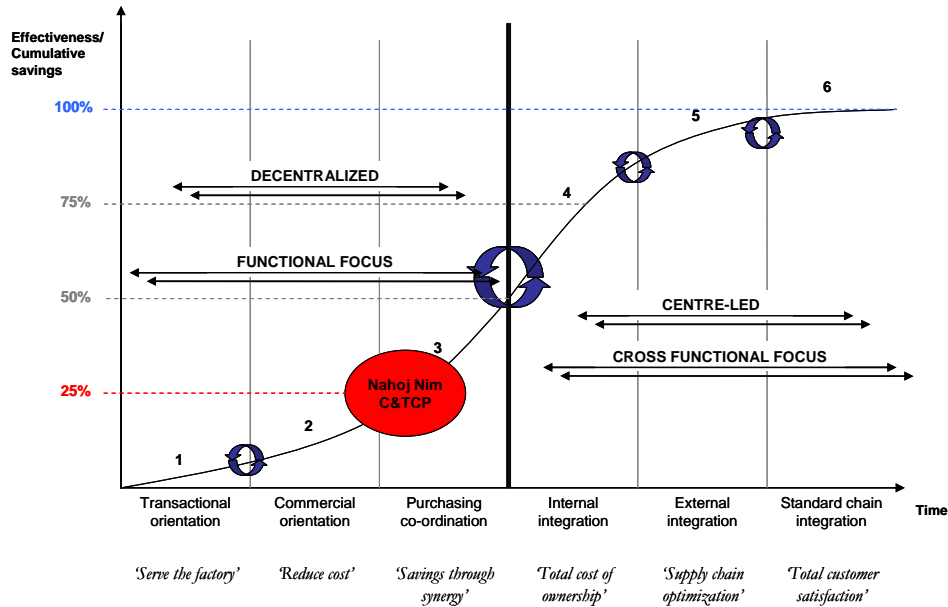 Effectiveness/
Cumulative
savings
100%
6
5
DECENTRALIZED
4
75%
FUNCTIONAL FOCUS
50%
CENTRE-LED
3
CROSS FUNCTIONAL FOCUS
25%
Nahoj Nim
C&TCP
2
1
Transactional
orientation
Commercial
orientation
Purchasing
co-ordination
Internal
integration
External
integration
Standard chain
integration
Time
‘Serve the factory’
‘Reduce cost’
‘Savings through
synergy’
‘Total cost of
ownership’
‘Supply chain
optimization’
‘Total customer
satisfaction’